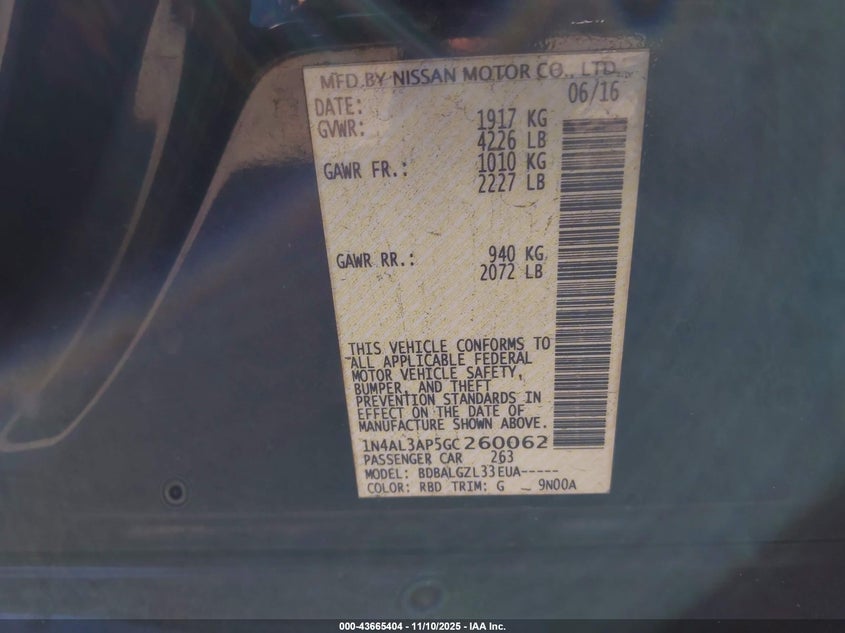 MFD.BY NISSAN MOTOR CO., LTD.
DATE: 06/16
GVWR: 1917 KG
4226 LB
GAWR FR.: 1010 KG
2227 LB
GAWR RR.: 940 KG
2072 LB
THIS VEHICLE CONFORMS TO
ALL APPLICABLE FEDERAL
MOTOR VEHICLE SAFETY,
BUMPER, AND THEFT
PREVENTION STANDARDS IN
EFFECT ON THE DATE OF
MANUFACTURE SHOWN ABOVE.
1N4AL3AP5GC260062
PASSENGER CAR 263
MODEL: BDBALGZL33EUA-----
COLOR: RBD TRIM: G 9N00A
000-43665404 - 11/10/2025 - IAA Inc.